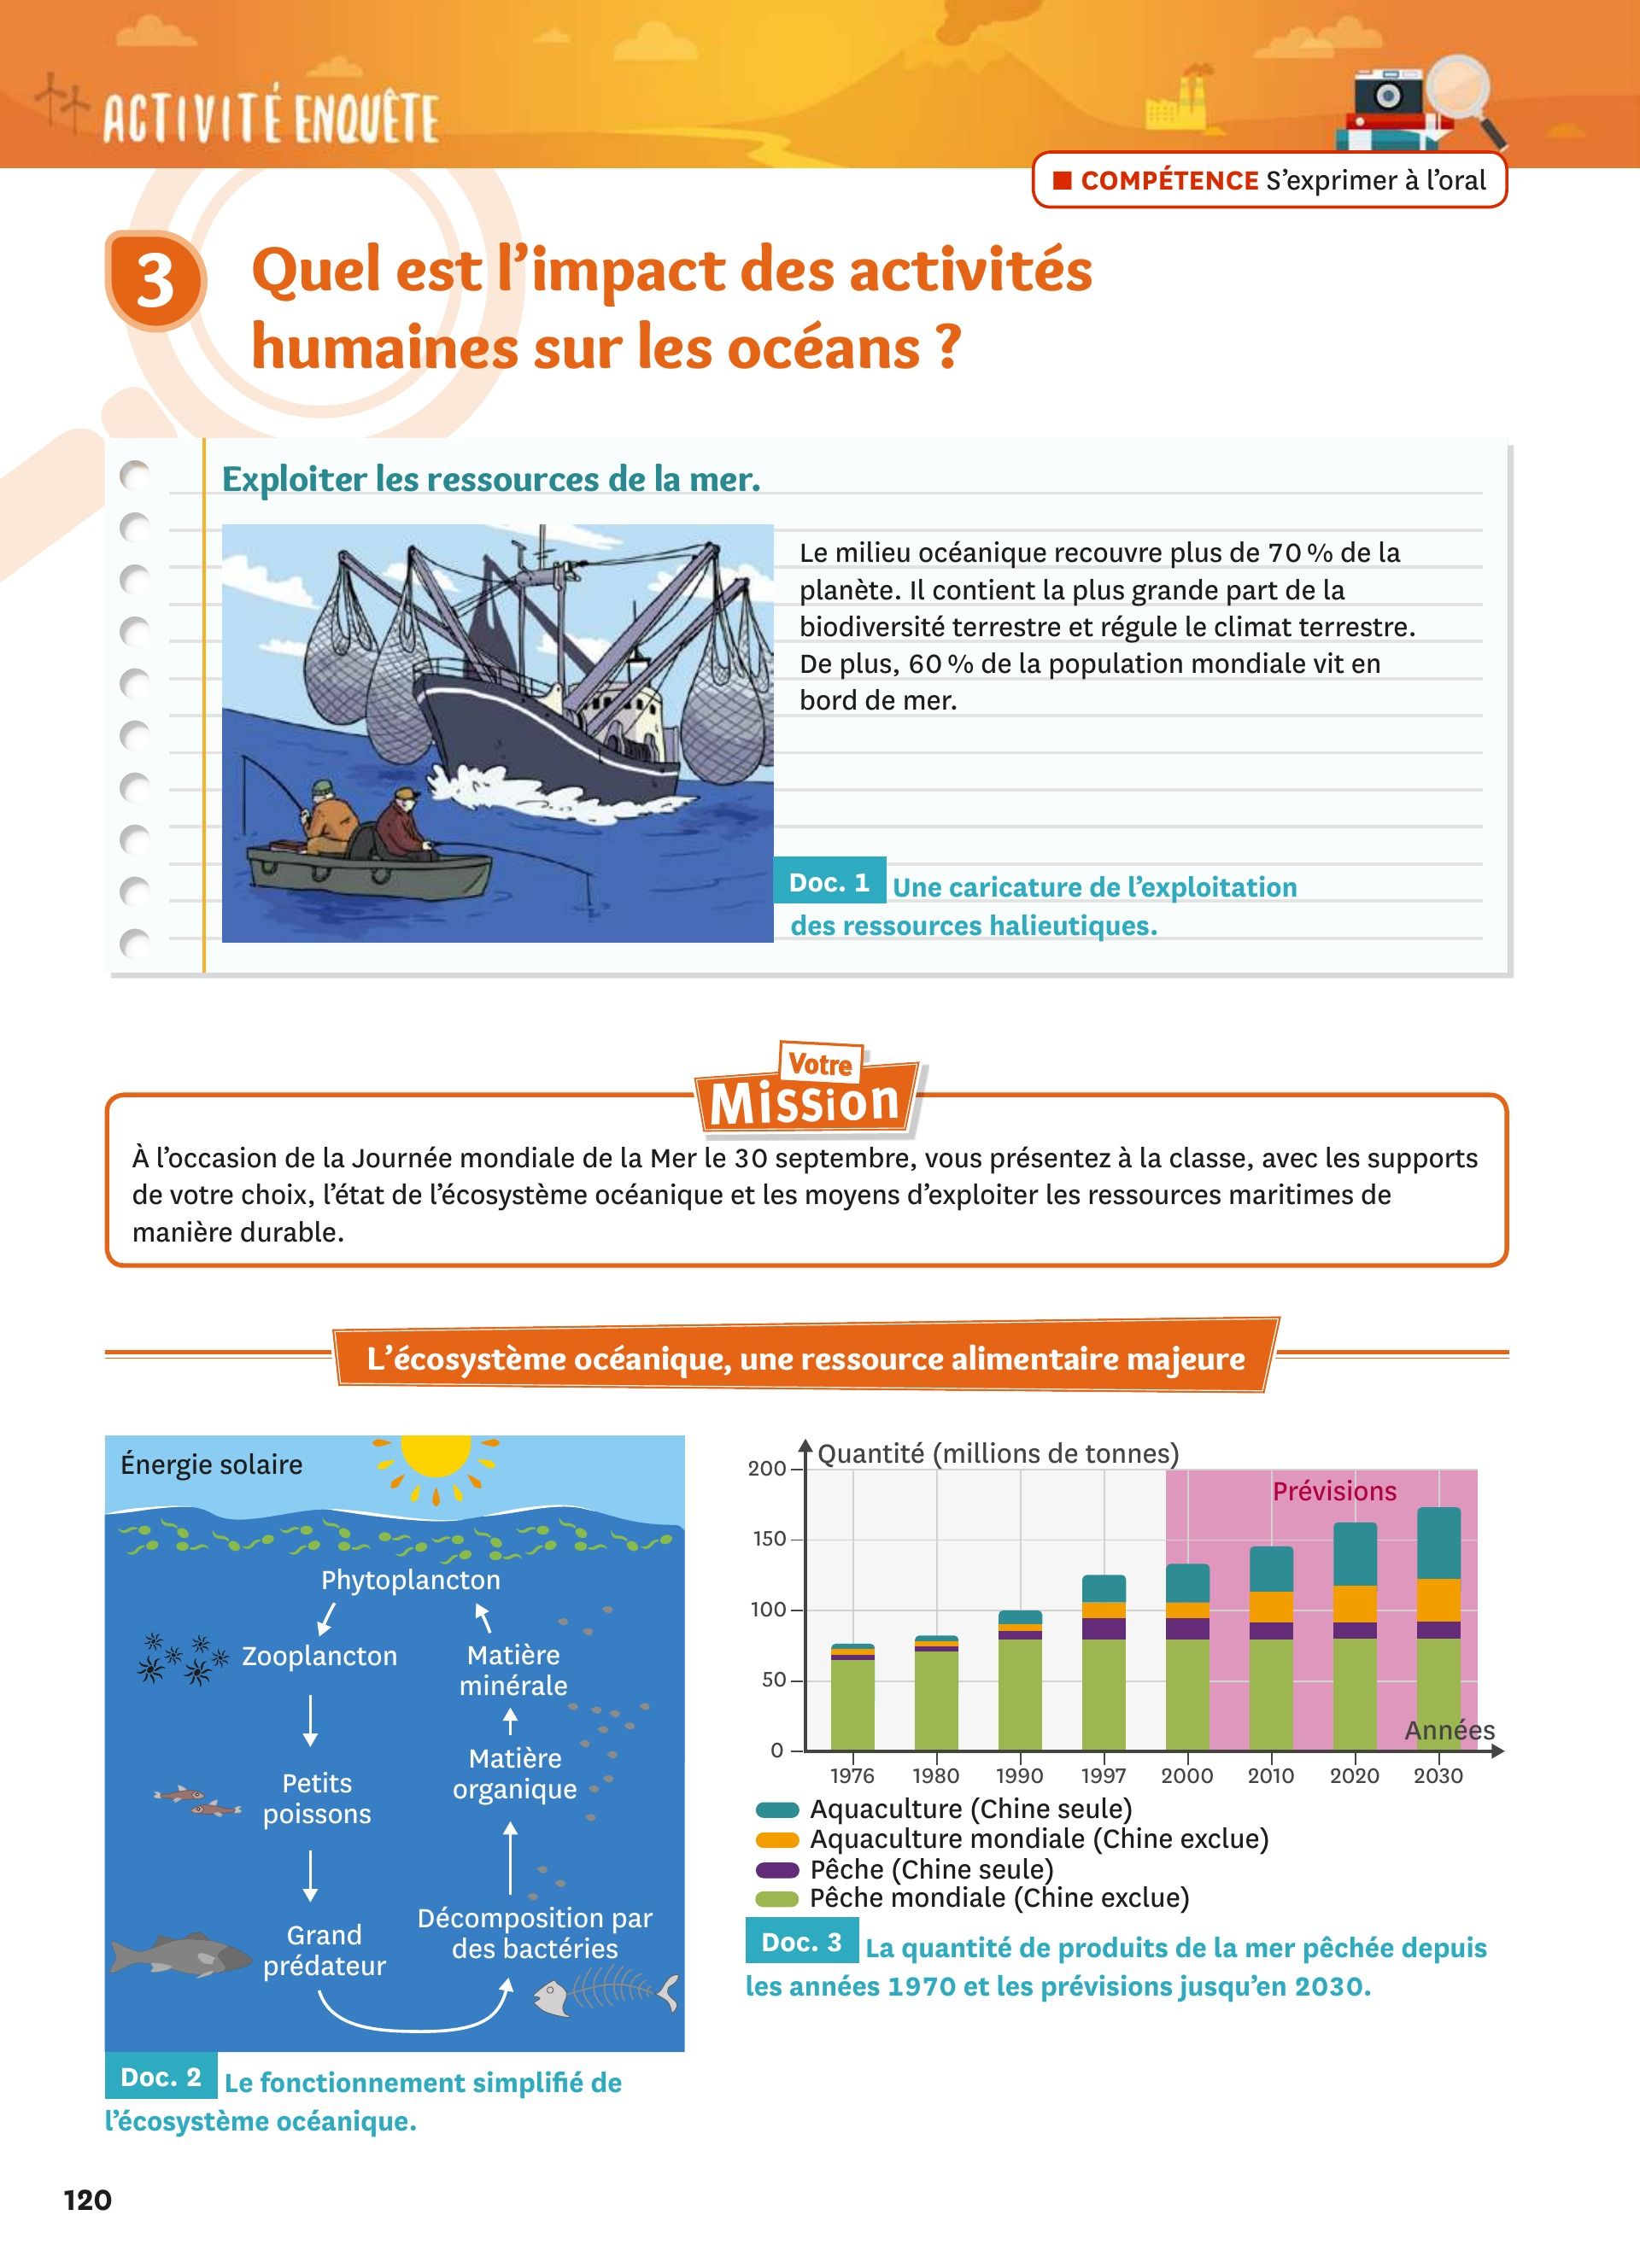 ACTIVITÉ ENQUÊTE
■ COMPÉTENCE S'exprimer à l'oral
3
Quel est l'impact des activités
humaines sur les océans ?
Exploiter les ressources de la mer.
Le milieu océanique recouvre plus de 70 % de la
planète. Il contient la plus grande part de la
biodiversité terrestre et régule le climat terrestre.
De plus, 60 % de la population mondiale vit en
bord de mer.
Doc. 1 Une caricature de l'exploitation
des ressources halieutiques.
Votre
Mission
À l'occasion de la Journée mondiale de la Mer le 30 septembre, vous présentez à la classe, avec les supports
de votre choix, l'état de l'écosystème océanique et les moyens d'exploiter les ressources maritimes de
manière durable.
L'écosystème océanique, une ressource alimentaire majeure
Énergie solaire
Phytoplancton
Zooplancton
Petits
poissons
Grand
prédateur
Décomposition par
des bactéries
Matière
organique
Matière
minérale
Doc. 2 Le fonctionnement simplifié de
l'écosystème océanique.
Quantité (millions de tonnes)
200
150
100
50
0
Prévisions
Années
1976 1980 1990 1997 2000 2010 2020 2030
Aquaculture (Chine seule)
Aquaculture mondiale (Chine exclue)
Pêche (Chine seule)
Pêche mondiale (Chine exclue)
Doc. 3 La quantité de produits de la mer pêchée depuis
les années 1970 et les prévisions jusqu'en 2030.
120